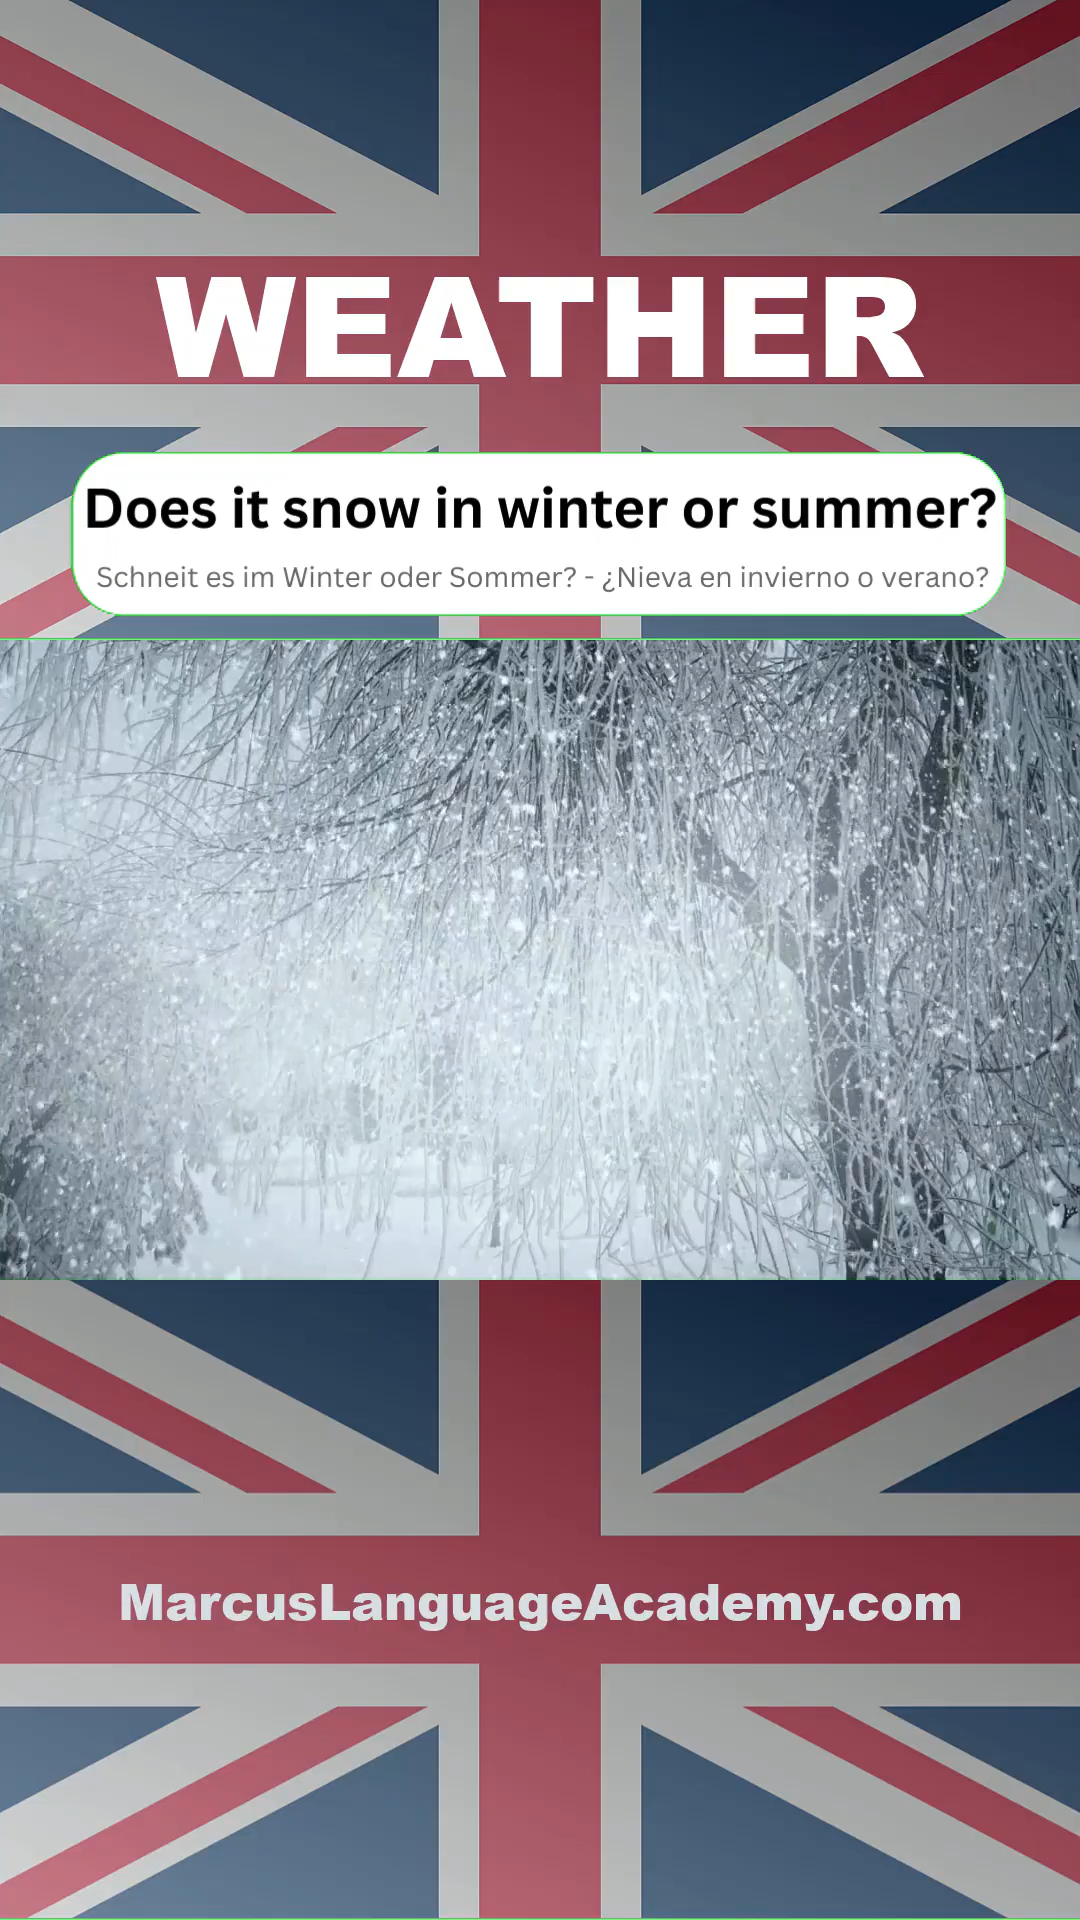 WEATHER
Does it snow in winter or summer?
Schneit es im Winter oder Sommer? - ¿Nieva en invierno o verano?
MarcusLanguageAcademy.com